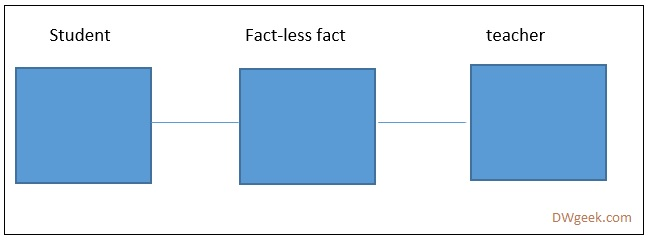 Student
Fact-less fact
teacher
DWgeek.com